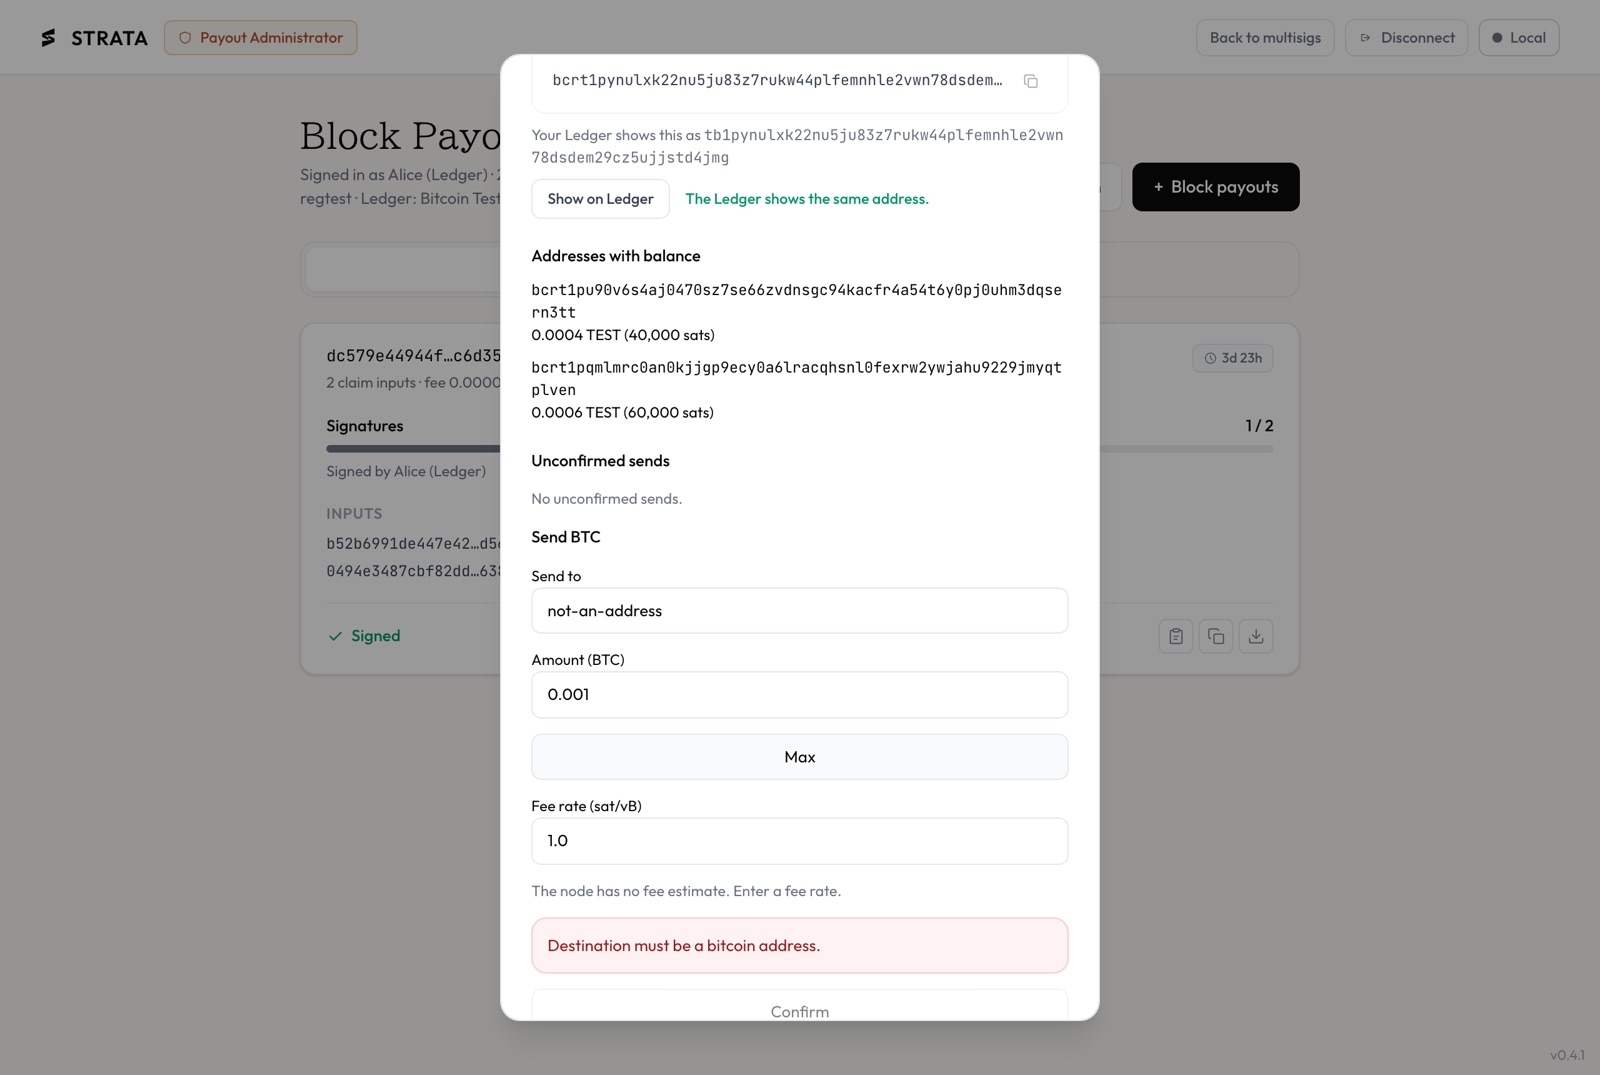 STRATA
Payout Administrator
Back to multisigs
Disconnect
Local
Block Payo
Signed in as Alice (Ledger) · 2
regtest · Ledger: Bitcoin Test
+ Block payouts
dc579e44944f…c6d35
2 claim inputs · fee 0.0000
3d 23h
Signatures
1 / 2
Signed by Alice (Ledger)
INPUTS
b52b6991de447e42…d5
0494e3487cbf82dd…63
Signed
bcrt1pynulxk22nu5ju83z7rukw44plfemnhle2vwn78dsdem…
Your Ledger shows this as tb1pynulxk22nu5ju83z7rukw44plfemnhle2vwn
78dsdem29cz5ujjstd4jmg
Show on Ledger
The Ledger shows the same address.
Addresses with balance
bcrt1pu90v6s4aj0470sz7se66zvdnsgc94kacfr4a54t6y0pj0uhm3dqse
rn3tt
0.0004 TEST (40,000 sats)
bcrt1pqmlmrc0an0kjjgp9ecy0a6lracqhsnl0fexrw2ywjahu9229jmyqt
plven
0.0006 TEST (60,000 sats)
Unconfirmed sends
No unconfirmed sends.
Send BTC
Send to
not-an-address
Amount (BTC)
0.001
Max
Fee rate (sat/vB)
1.0
The node has no fee estimate. Enter a fee rate.
Destination must be a bitcoin address.
Confirm
v0.4.1